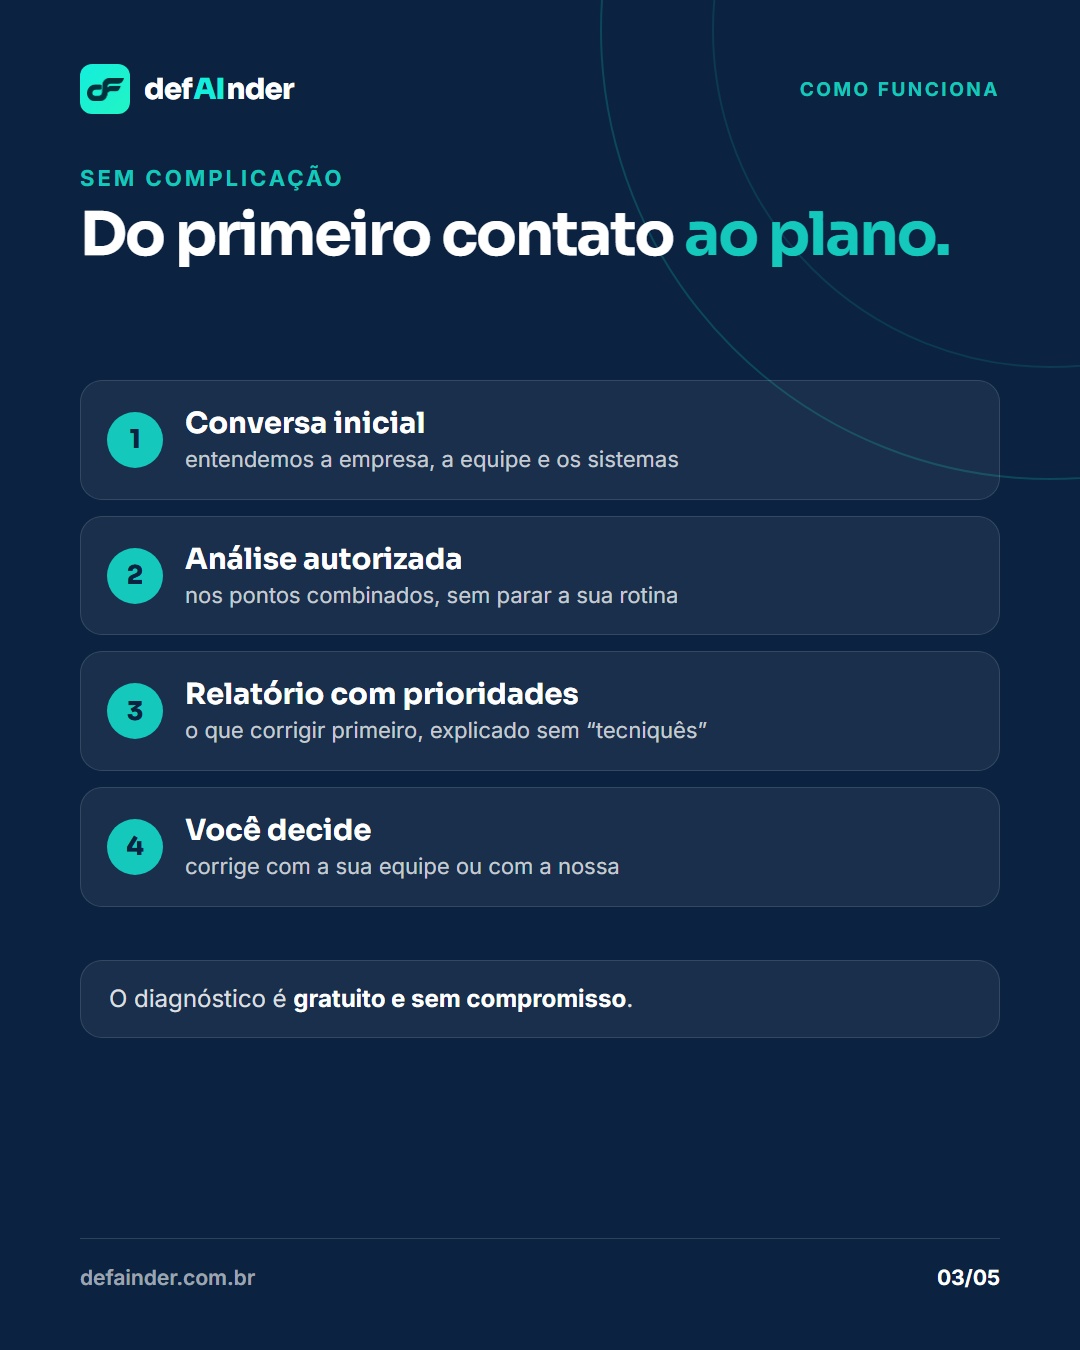 defAInder
COMO FUNCIONA
SEM COMPLICAÇÃO
Do primeiro contato ao plano.
1
Conversa inicial
entendemos a empresa, a equipe e os sistemas
2
Análise autorizada
nos pontos combinados, sem parar a sua rotina
3
Relatório com prioridades
o que corrigir primeiro, explicado sem “tecniquês”
4
Você decide
corrige com a sua equipe ou com a nossa
O diagnóstico é gratuito e sem compromisso.
defainder.com.br
03/05